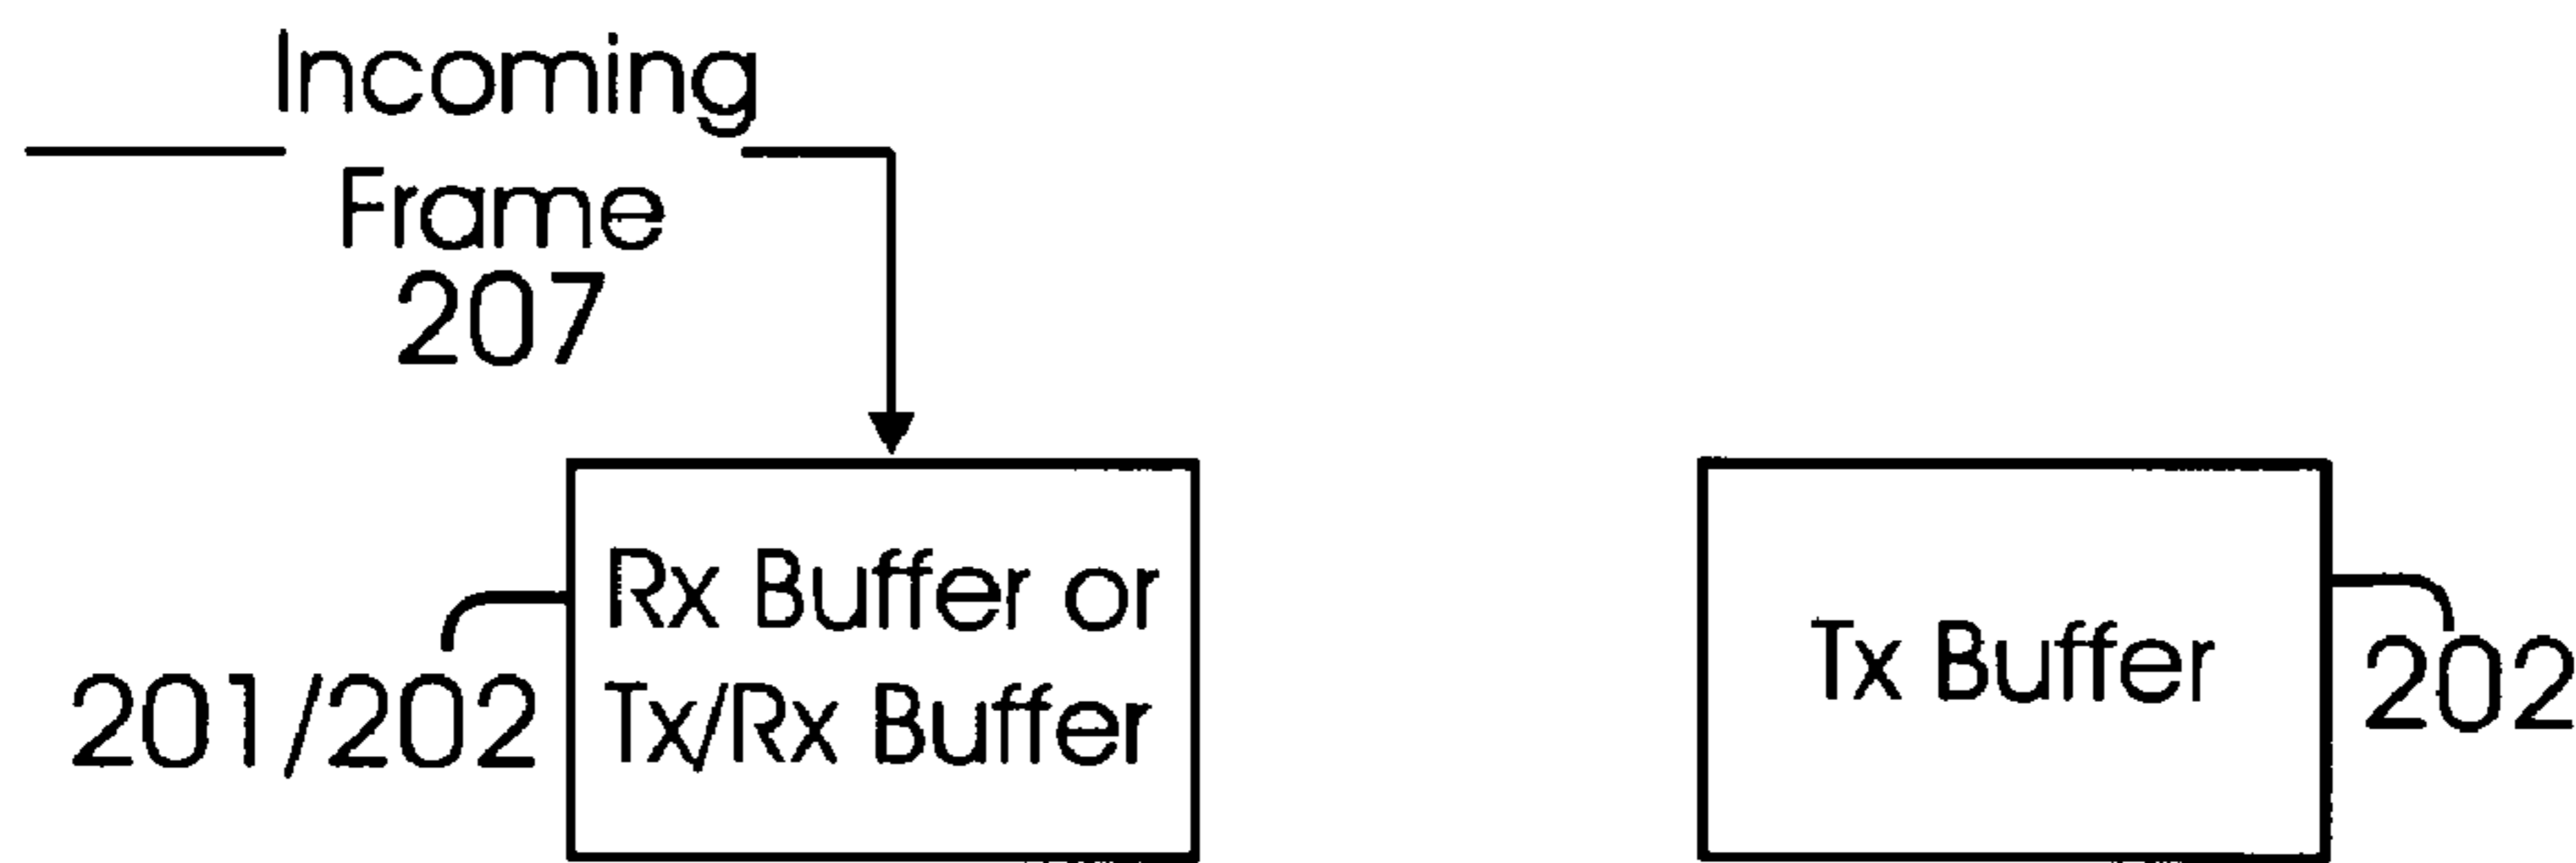 Incoming
Frame
207
Rx Buffer or
Tx/Rx Buffer
201/202
Tx Buffer
202